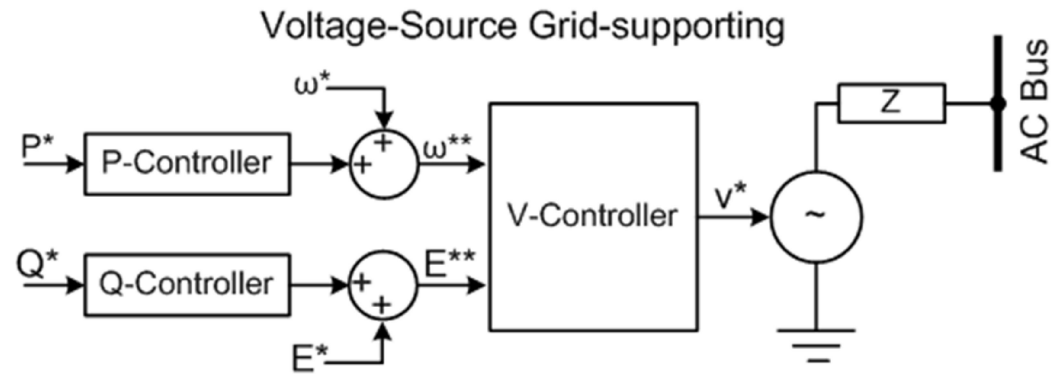 Voltage-Source Grid-supporting
ω*
P*
P-Controller
+
+
ω**
Q*
Q-Controller
+
+
E**
E*
V-Controller
v*
~
Z
AC Bus